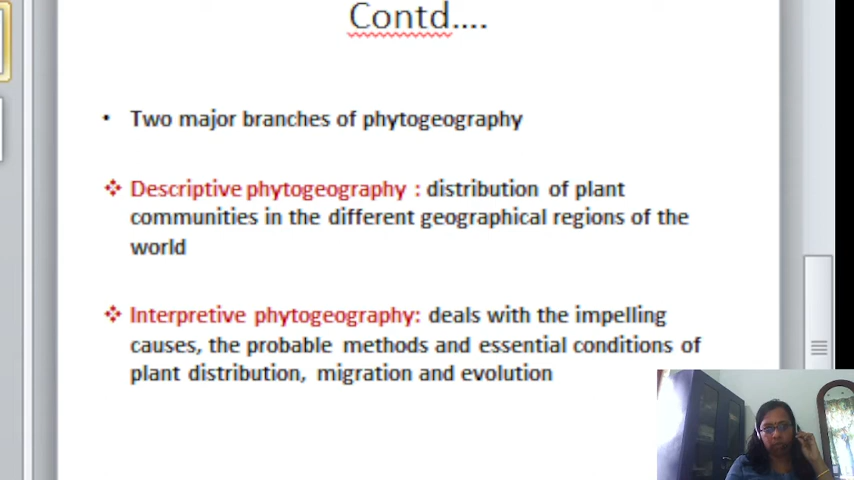 Contd....
• Two major branches of phytogeography
❖ Descriptive phytogeography : distribution of plant
communities in the different geographical regions of the
world
❖ Interpretive phytogeography: deals with the impelling
causes, the probable methods and essential conditions of
plant distribution, migration and evolution